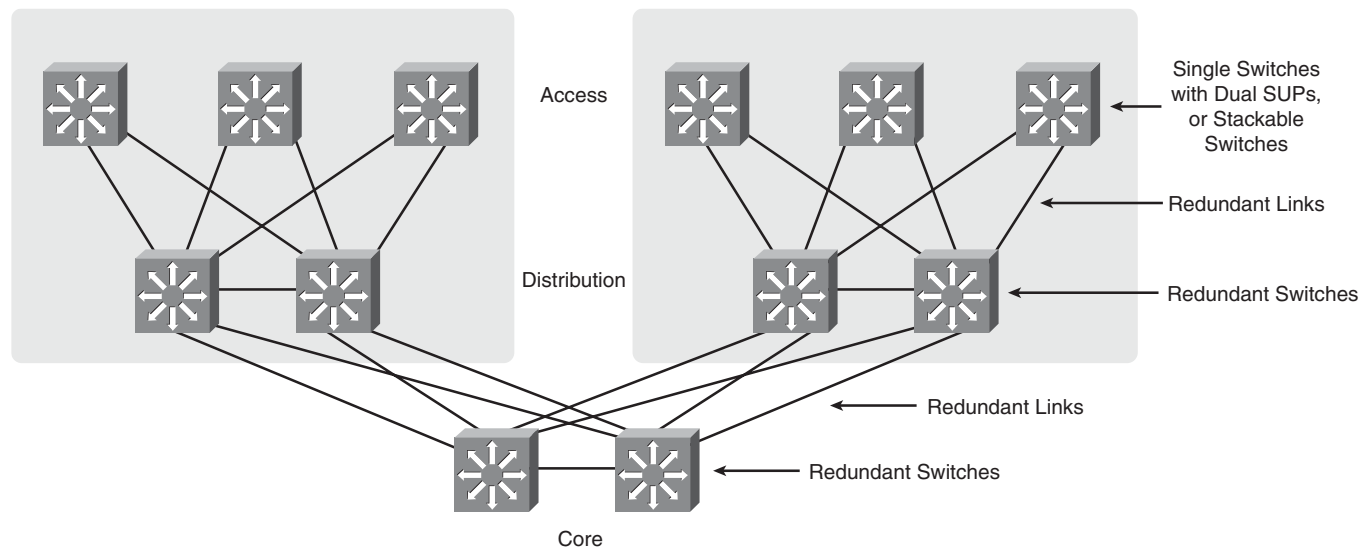 Access
Single Switches
with Dual SUPs,
or Stackable
Switches
Redundant Links
Distribution
Redundant Switches
Redundant Links
Redundant Switches
Core